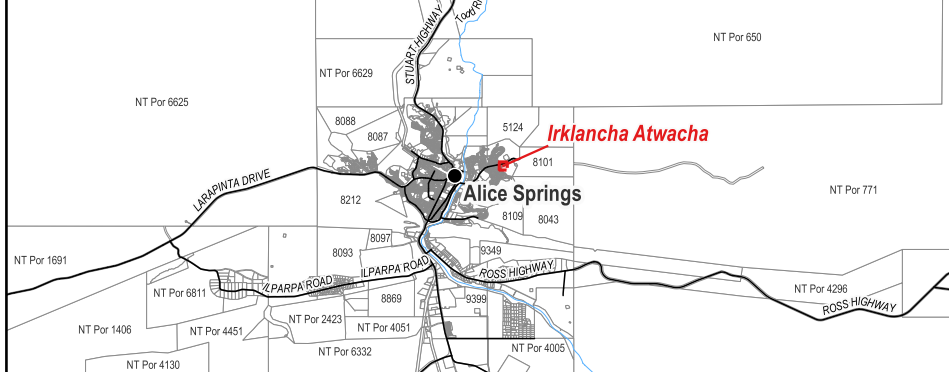 Todd Ri
STUART HIGHWAY
NT Por 650
NT Por 6629
NT Por 6625
8088
8087
5124
Irklancha Atwacha
8101
Alice Springs
LARAPINTA DRIVE
8212
NT Por 771
8109
8043
8097
8093
9349
NT Por 1691
ILPARPA ROAD
ROSS HIGHWAY
ILPARPA ROAD
NT Por 6811
NT Por 4296
8869
9399
ROSS HIGHWAY
NT Por 2423
NT Por 1406
NT Por 4451
NT Por 4051
NT Por 6332
NT Por 4005
NT Por 4130